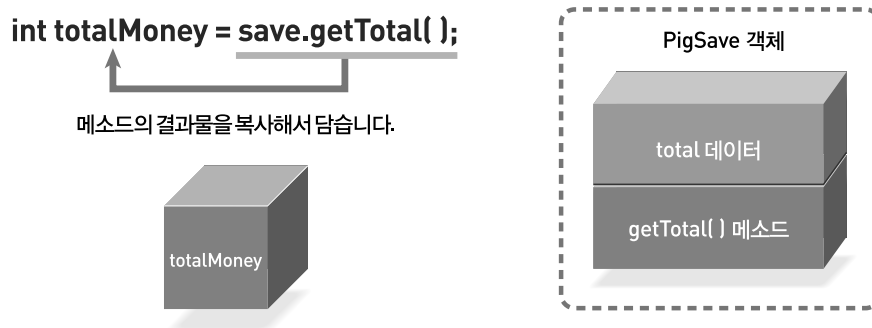 int totalMoney = save.getTotal( );
메소드의 결과물을 복사해서 담습니다.
totalMoney
PigSave 객체
total 데이터
getTotal( ) 메소드